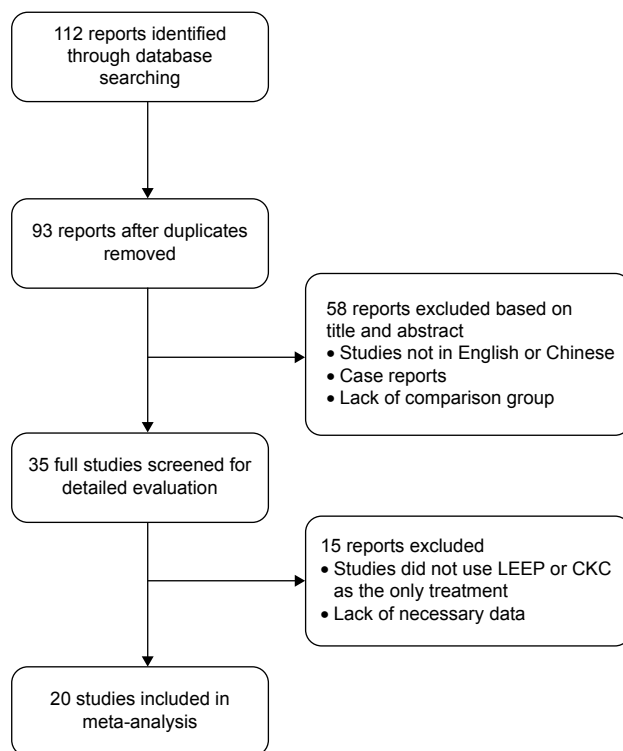 112 reports identified
through database
searching
93 reports after duplicates
removed
58 reports excluded based on
title and abstract
• Studies not in English or Chinese
• Case reports
• Lack of comparison group
35 full studies screened for
detailed evaluation
15 reports excluded
• Studies did not use LEEP or CKC
as the only treatment
• Lack of necessary data
20 studies included in
meta-analysis